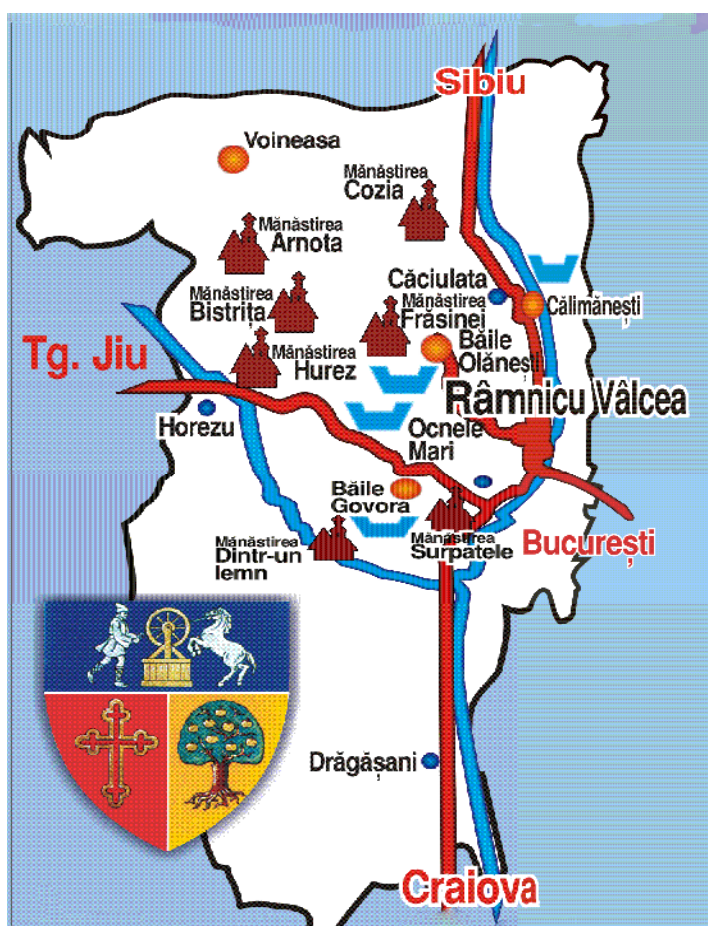 Sibiu
Voineasa
Mănăstirea
Cozia
Mănăstirea
Arnota
Căciulata
Mănăstirea
Frăsinei
Călimănești
Mănăstirea
Bistrița
Tg. Jiu
Mănăstirea
Hurez
Băile
Olănești
Râmnicu Vâlcea
Horezu
Ocnele
Mari
Băile
Govora
Mănăstirea
Dintr-un
lemn
Mănăstirea
Surpatele
București
Drăgășani
Craiova